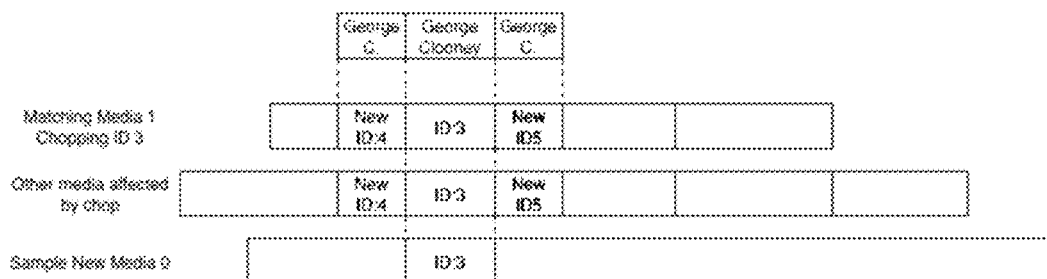 George George George
C. Clooney C.
Matching Media 1
Chopping ID 3
New
ID:4
ID:3
New
ID5
Other media affected
by chop
New
ID:4
ID:3
New
ID5
Sample New Media 0
ID:3